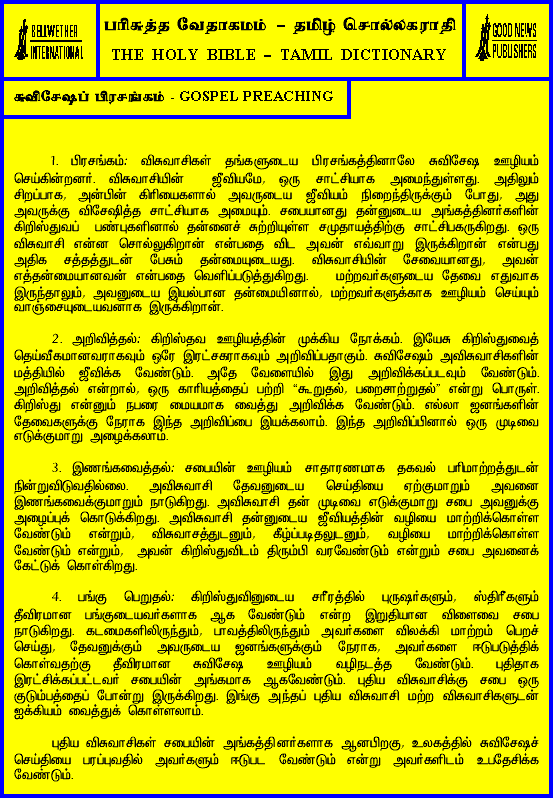 BELLWETHER
INTERNATIONAL
பரிசுத்த வேதாகமம் – தமிழ் சொல்லகராதி
THE HOLY BIBLE – TAMIL DICTIONARY
GOOD NEWS
PUBLISHERS
சுவிசேஷப் பிரசங்கம் - GOSPEL PREACHING
1. பிரசங்கம்: விசுவாசிகள் தங்களுடைய பிரசங்கத்தினாலே சுவிசேஷ ஊழியம்
செய்கின்றனர். விசுவாசியின் ஜீவியமே, ஒரு சாட்சியாக அமைந்துள்ளது. அதிலும்
சிறப்பாக, அன்பின் கிரியைகளால் அவருடைய ஜீவியம் நிறைந்திருக்கும் போது, அது
அவருக்கு விசேஷித்த சாட்சியாக அமையும். சபையானது தன்னுடைய அங்கத்தினர்களின்
கிறிஸ்துவப் பண்புகளினால் தன்னைச் சுற்றியுள்ள சமுதாயத்திற்கு சாட்சிபகருகிறது. ஒரு
விசுவாசி என்ன சொல்லுகிறான் என்பதை விட அவன் எவ்வாறு இருக்கிறான் என்பது
அதிக சத்தத்துடன் பேசும் தன்மையுடையது. விசுவாசியின் சேவையானது, அவன்
எத்தன்மையானவன் என்பதை வெளிப்படுத்துகிறது. மற்றவர்களுடைய தேவை எதுவாக
இருந்தாலும், அவனுடைய இயல்பான தன்மையினால், மற்றவர்களுக்காக ஊழியம் செய்யும்
வாஞ்சையுடையவனாக இருக்கிறான்.
2. அறிவித்தல்: கிறிஸ்தவ ஊழியத்தின் முக்கிய நோக்கம். இயேசு கிறிஸ்துவைத்
தெய்வீகமானவராகவும் ஒரே இரட்சகராகவும் அறிவிப்பதாகும். சுவிசேஷம் அவிசுவாசிகளின்
மத்தியில் ஜீவிக்க வேண்டும். அதே வேளையில் இது அறிவிக்கப்படவும் வேண்டும்.
அறிவித்தல் என்றால், ஒரு காரியத்தைப் பற்றி “கூறுதல், பறைசாற்றுதல்” என்று பொருள்.
கிறிஸ்து என்னும் நபரை மையமாக வைத்து அறிவிக்க வேண்டும். எல்லா ஜனங்களின்
தேவைகளுக்கு நேராக இந்த அறிவிப்பை இயக்கலாம். இந்த அறிவிப்பினால் ஒரு முடிவை
எடுக்குமாறு அழைக்கலாம்.
3. இணங்கவைத்தல்: சபையின் ஊழியம் சாதாரணமாக தகவல் பரிமாற்றத்துடன்
நின்றுவிடுவதில்லை. அவிசுவாசி தேவனுடைய செய்தியை ஏற்குமாறும் அவனை
இணங்கவைக்குமாறும் நாடுகிறது. அவிசுவாசி தன் முடிவை எடுக்குமாறு சபை அவனுக்கு
அழைப்புக் கொடுக்கிறது. அவிசுவாசி தன்னுடைய ஜீவியத்தின் வழியை மாற்றிக்கொள்ள
வேண்டும் என்றும், விசுவாசத்துடனும், கீழ்ப்படிதலுடனும், வழியை மாற்றிக்கொள்ள
வேண்டும் என்றும், அவன் கிறிஸ்துவிடம் திரும்பி வரவேண்டும் என்றும் சபை அவனைக்
கேட்டுக் கொள்கிறது.
4. பங்கு பெறுதல்: கிறிஸ்துவினுடைய சரீரத்தில் புருஷர்களும், ஸ்திரீகளும்
தீவிரமான பங்குடையவர்களாக ஆக வேண்டும் என்ற இறுதியான விளைவை சபை
நாடுகிறது. கடமைகளிலிருந்தும், பாவத்திலிருந்தும் அவர்களை விலக்கி மாற்றம் பெறச்
செய்து, தேவனுக்கும் அவருடைய ஜனங்களுக்கும் நேராக, அவர்களை ஈடுபடுத்திக்
கொள்வதற்கு தீவிரமான சுவிசேஷ ஊழியம் வழிநடத்த வேண்டும். புதிதாக
இரட்சிக்கப்பட்டவர் சபையின் அங்கமாக ஆகவேண்டும். புதிய விசுவாசிக்கு சபை ஒரு
குடும்பத்தைப் போன்று இருக்கிறது. இங்கு அந்தப் புதிய விசுவாசி மற்ற விசுவாசிகளுடன்
ஐக்கியம் வைத்துக் கொள்ளலாம்.
புதிய விசுவாசிகள் சபையின் அங்கத்தினர்களாக ஆனபிறகு, உலகத்தில் சுவிசேஷச்
செய்தியை பரப்புவதில் அவர்களும் ஈடுபட வேண்டும் என்று அவர்களிடம் உபதேசிக்க
வேண்டும்.